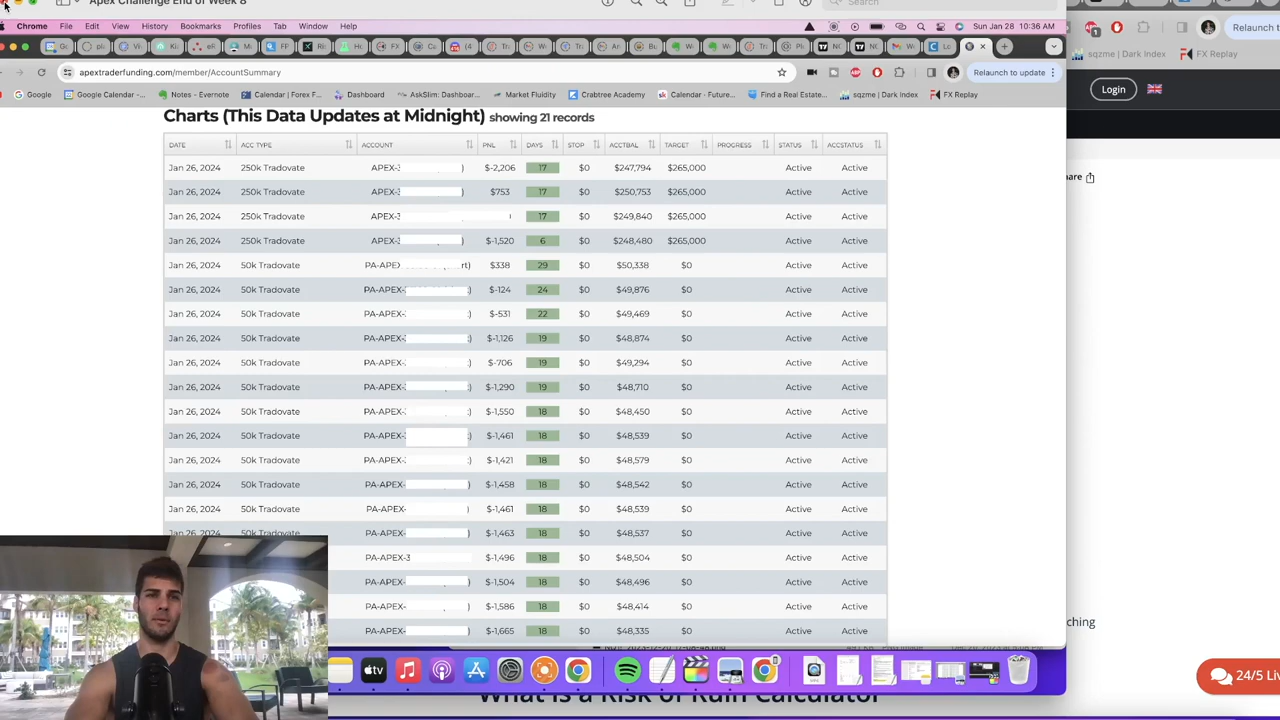 Apex Challenge End of Week 8
Search
Chrome File Edit View History Bookmarks Profiles Tab Window Help
Sun Jan 28 10:36 AM
apextraderfunding.com/member/AccountSummary
Relaunch to update
Relaunch t
Google Google Calendar -... Notes - Evernote Calendar | Forex F... Dashboard AskSlim: Dashboar... Market Fluidity Crabtree Academy Calendar - Future... Find a Real Estate... sqzme | Dark Index FX Replay
sqzme | Dark Index FX Replay
Login
are
Charts (This Data Updates at Midnight) showing 21 records
DATE ACC TYPE ACCOUNT PNL DAYS STOP ACCTBAL TARGET PROGRESS STATUS ACCSTATUS
Jan 26, 2024 250k Tradovate APEX-3 ) $-2,206 17 $0 $247,794 $265,000 Active Active
Jan 26, 2024 250k Tradovate APEX-3 ) $753 17 $0 $250,753 $265,000 Active Active
Jan 26, 2024 250k Tradovate APEX-3 17 $0 $249,840 $265,000 Active Active
Jan 26, 2024 250k Tradovate APEX-3 ) $-1,520 6 $0 $248,480 $265,000 Active Active
Jan 26, 2024 50k Tradovate PA-APEX $338 29 $0 $50,338 $0 Active Active
Jan 26, 2024 50k Tradovate PA-APEX- $-124 24 $0 $49,876 $0 Active Active
Jan 26, 2024 50k Tradovate PA-APEX- $-531 22 $0 $49,469 $0 Active Active
Jan 26, 2024 50k Tradovate PA-APEX- $-1,126 19 $0 $48,874 $0 Active Active
Jan 26, 2024 50k Tradovate PA-APEX- $-706 19 $0 $49,294 $0 Active Active
Jan 26, 2024 50k Tradovate PA-APEX- $-1,290 19 $0 $48,710 $0 Active Active
Jan 26, 2024 50k Tradovate PA-APEX- $-1,550 18 $0 $48,450 $0 Active Active
Jan 26, 2024 50k Tradovate PA-APEX- $-1,461 18 $0 $48,539 $0 Active Active
Jan 26, 2024 50k Tradovate PA-APEX- $-1,421 18 $0 $48,579 $0 Active Active
Jan 26, 2024 50k Tradovate PA-APEX- ) $-1,458 18 $0 $48,542 $0 Active Active
Jan 26, 2024 50k Tradovate PA-APEX- ) $-1,461 18 $0 $48,539 $0 Active Active
Jan 26, 2024 50k Tradovate PA-APEX- ) $-1,463 18 $0 $48,537 $0 Active Active
PA-APEX-3 $-1,496 18 $0 $48,504 $0 Active Active
PA-APEX- ) $-1,504 18 $0 $48,496 $0 Active Active
PA-APEX- ) $-1,586 18 $0 $48,414 $0 Active Active
PA-APEX- ) $-1,665 18 $0 $48,335 $0 Active Active
ching
24/5 Liv
What is a Risk of Ruin Calculator